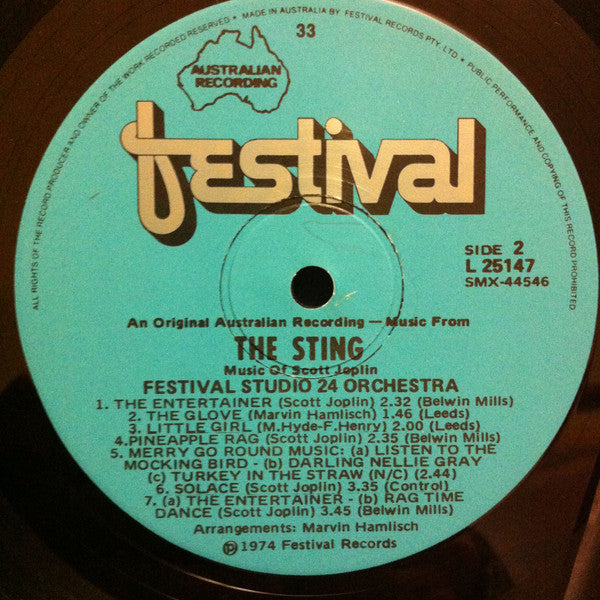 ALL RIGHTS OF THE RECORD PRODUCER AND OWNER OF THE WORK RECORDED RESERVED • MADE IN AUSTRALIA BY FESTIVAL RECORDS PTY. LTD. • PUBLIC PERFORMANCE AND COPYING OF THIS RECORD PROHIBITED.
33
AUSTRALIAN
RECORDING
festival
SIDE 2
L 25147
SMX-44546
An Original Australian Recording — Music From
THE STING
Music Of Scott Joplin
FESTIVAL STUDIO 24 ORCHESTRA
1. THE ENTERTAINER (Scott Joplin) 2.32 (Belwin Mills)
2. THE GLOVE (Marvin Hamlisch) 1.46 (Leeds)
3. LITTLE GIRL (M.Hyde-F.Henry) 2.00 (Leeds)
4.PINEAPPLE RAG (Scott Joplin) 2.35 (Belwin Mills)
5. MERRY GO ROUND MUSIC: (a) LISTEN TO THE
MOCKING BIRD - (b) DARLING NELLIE GRAY
(c) TURKEY IN THE STRAW (N/C) (2.44)
6. SOLACE (Scott Joplin) 3.35 (Control)
7. (a) THE ENTERTAINER - (b) RAG TIME
DANCE (Scott Joplin) 3.45 (Belwin Mills)
Arrangements: Marvin Hamlisch
Ⓟ 1974 Festival Records